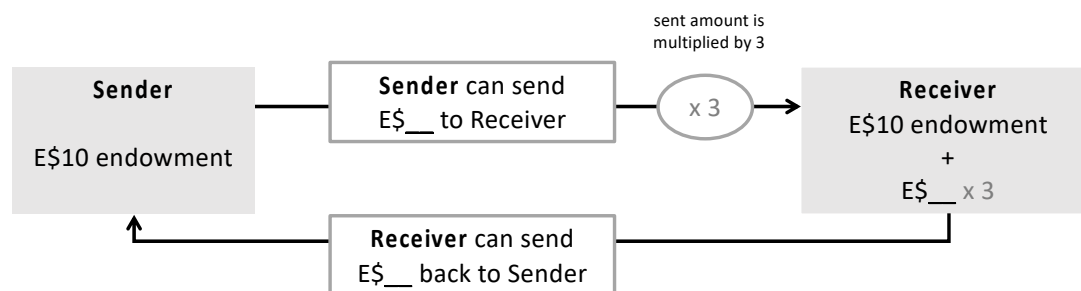 sent amount is
multiplied by 3
Sender
E$10 endowment
Sender can send
E$__ to Receiver
x 3
Receiver
E$10 endowment
+
E$__ x 3
Receiver can send
E$__ back to Sender